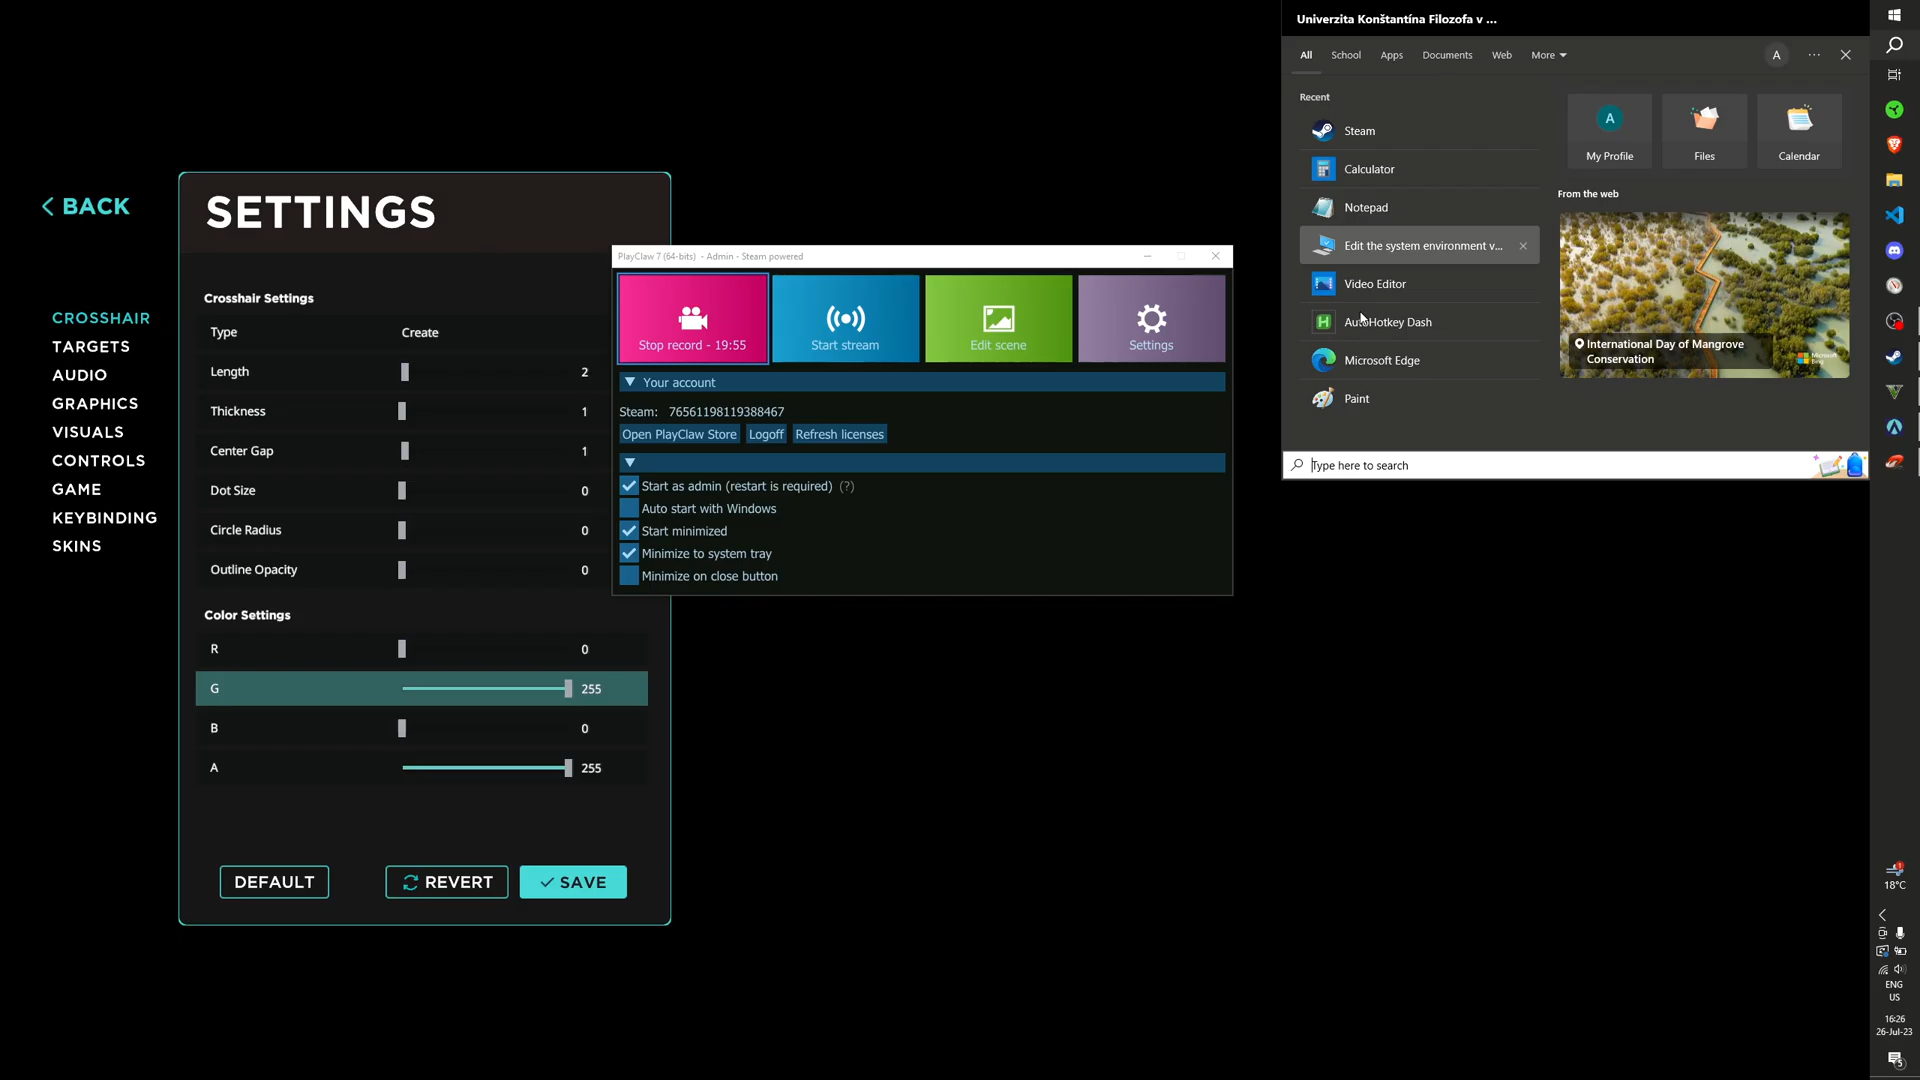 BACK
SETTINGS
CROSSHAIR
TARGETS
AUDIO
GRAPHICS
VISUALS
CONTROLS
GAME
KEYBINDING
SKINS
Crosshair Settings
Type Create
Length 2
Thickness 1
Center Gap 1
Dot Size 0
Circle Radius 0
Outline Opacity 0
Color Settings
R 0
G 255
B 0
A 255
DEFAULT
REVERT
SAVE
PlayClaw 7 (64-bits) - Admin - Steam powered
Stop record - 19:55
Start stream
Edit scene
Settings
Your account
Steam: 76561198119388467
Open PlayClaw Store Logoff Refresh licenses
Start as admin (restart is required) (?)
Auto start with Windows
Start minimized
Minimize to system tray
Minimize on close button
Univerzita Konštantína Filozofa v ...
All School Apps Documents Web More A ...
Recent
Steam
Calculator
Notepad
Edit the system environment v...
Video Editor
AutoHotkey Dash
Microsoft Edge
Paint
A
My Profile
Files
Calendar
From the web
International Day of Mangrove
Conservation
Type here to search
1
18°C
ENG
US
16:26
26-Jul-23
5